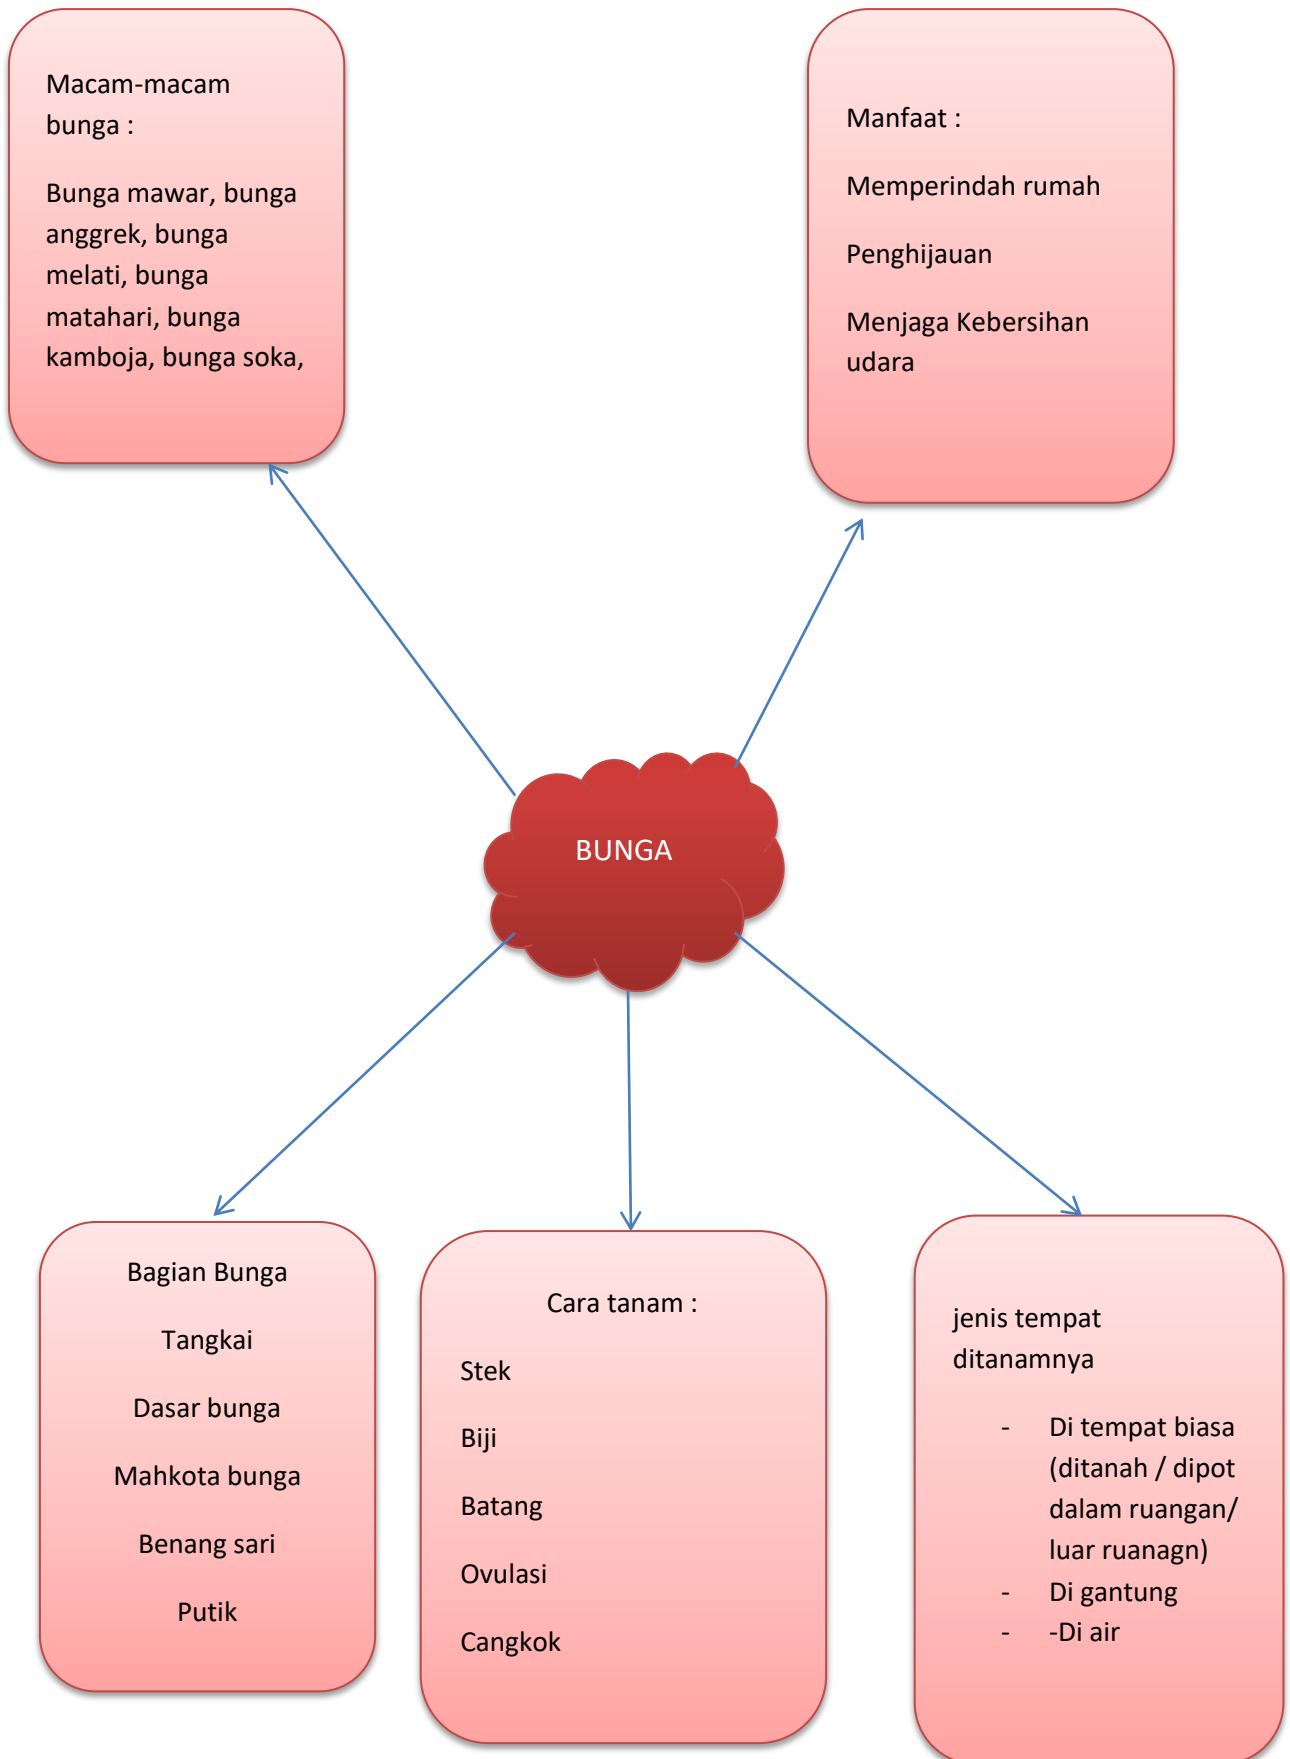 Macam-macam
bunga :
Bunga mawar, bunga
anggrek, bunga
melati, bunga
matahari, bunga
kamboja, bunga soka,
Manfaat :
Memperindah rumah
Penghijauan
Menjaga Kebersihan
udara
BUNGA
Bagian Bunga
Tangkai
Dasar bunga
Mahkota bunga
Benang sari
Putik
Cara tanam :
Stek
Biji
Batang
Ovulasi
Cangkok
jenis tempat
ditanamnya
- Di tempat biasa
(ditanah / dipot
dalam ruangan/
luar ruanagn)
- Di gantung
- -Di air